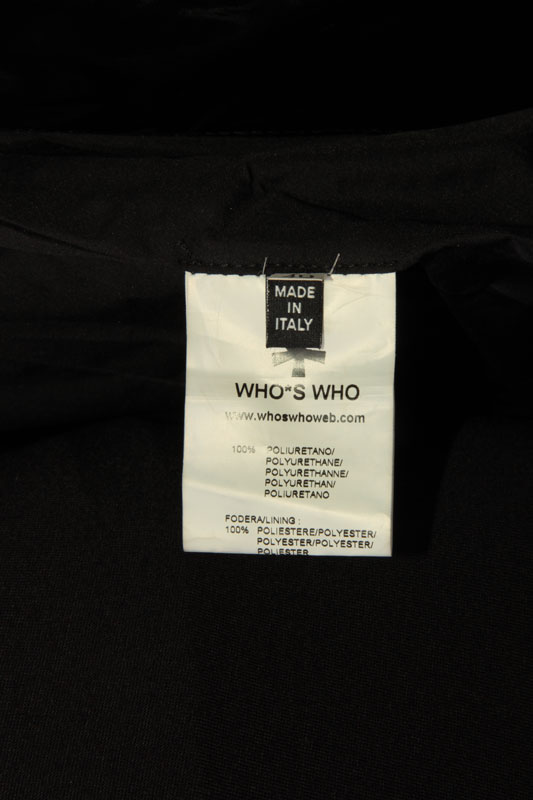 MADE
IN
ITALY
WHO*S WHO
www.whoswhoweb.com
100% POLIURETANO/
POLYURETHANE/
POLYURETHANNE/
POLYURETHAN/
POLIURETANO
FODERA/LINING :
100% POLIESTERE/POLYESTER/
POLYESTER/POLYESTER/
POLIESTER